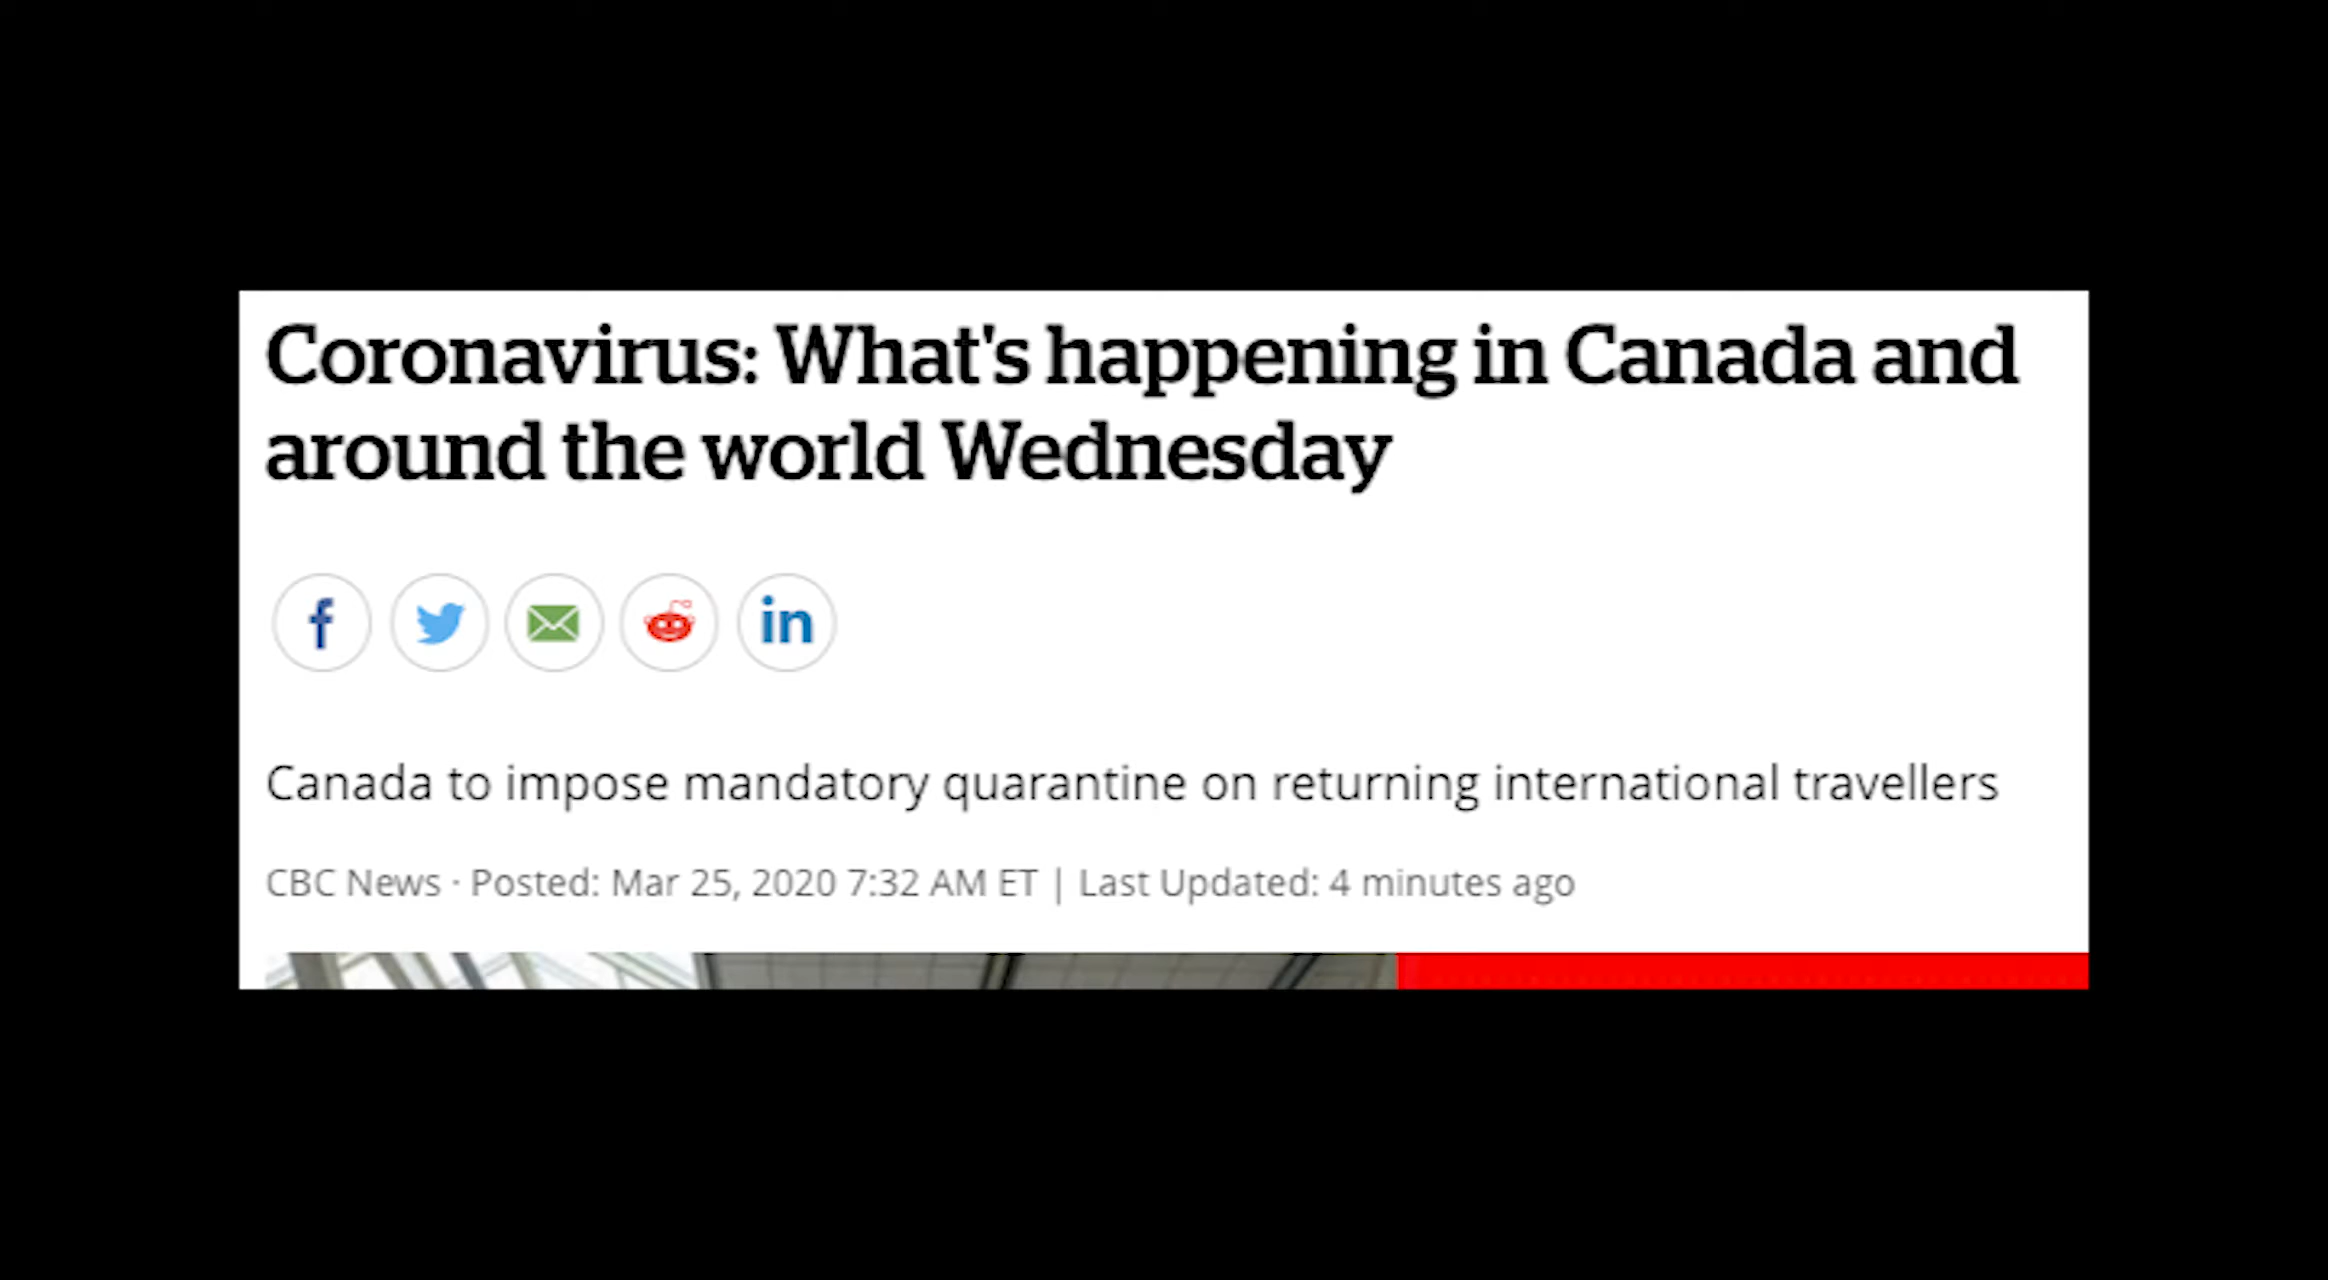 Coronavirus: What's happening in Canada and
around the world Wednesday
f in
Canada to impose mandatory quarantine on returning international travellers
CBC News · Posted: Mar 25, 2020 7:32 AM ET | Last Updated: 4 minutes ago